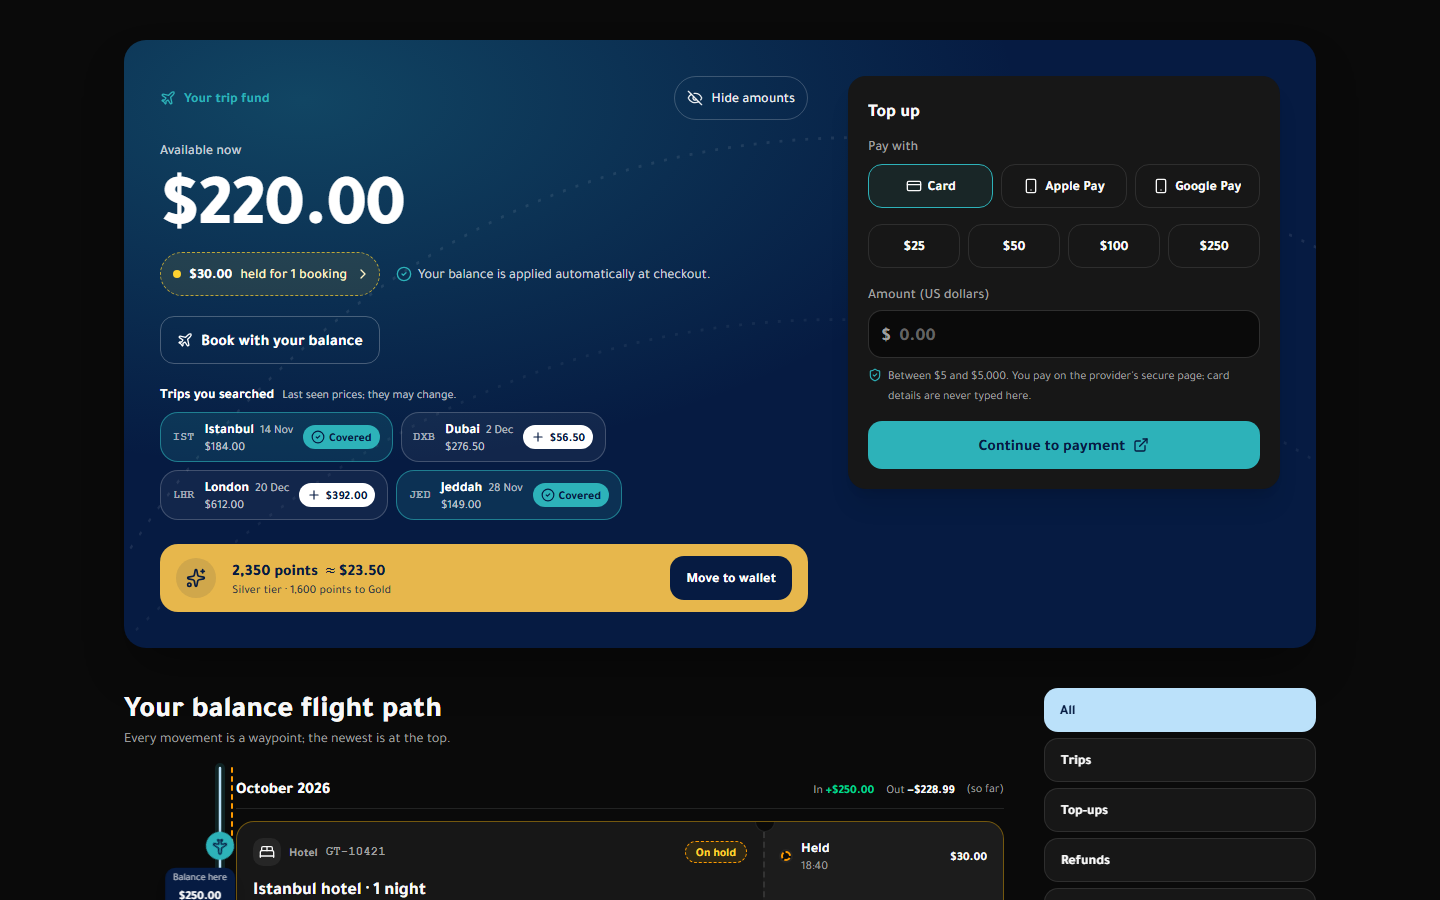 Your trip fund
Hide amounts
Available now
$220.00
$30.00 held for 1 booking
Your balance is applied automatically at checkout.
Book with your balance
Trips you searched Last seen prices; they may change.
IST Istanbul 14 Nov $184.00 Covered
DXB Dubai 2 Dec $276.50 + $56.50
LHR London 20 Dec $612.00 + $392.00
JED Jeddah 28 Nov $149.00 Covered
2,350 points ≈ $23.50
Silver tier · 1,600 points to Gold
Move to wallet
Top up
Pay with
Card
Apple Pay
Google Pay
$25
$50
$100
$250
Amount (US dollars)
$ 0.00
Between $5 and $5,000. You pay on the provider's secure page; card
details are never typed here.
Continue to payment
Your balance flight path
Every movement is a waypoint; the newest is at the top.
October 2026
In +$250.00 Out −$228.99 (so far)
Hotel GT-10421
On hold
Held
18:40
$30.00
Istanbul hotel · 1 night
Balance here
$250.00
All
Trips
Top-ups
Refunds